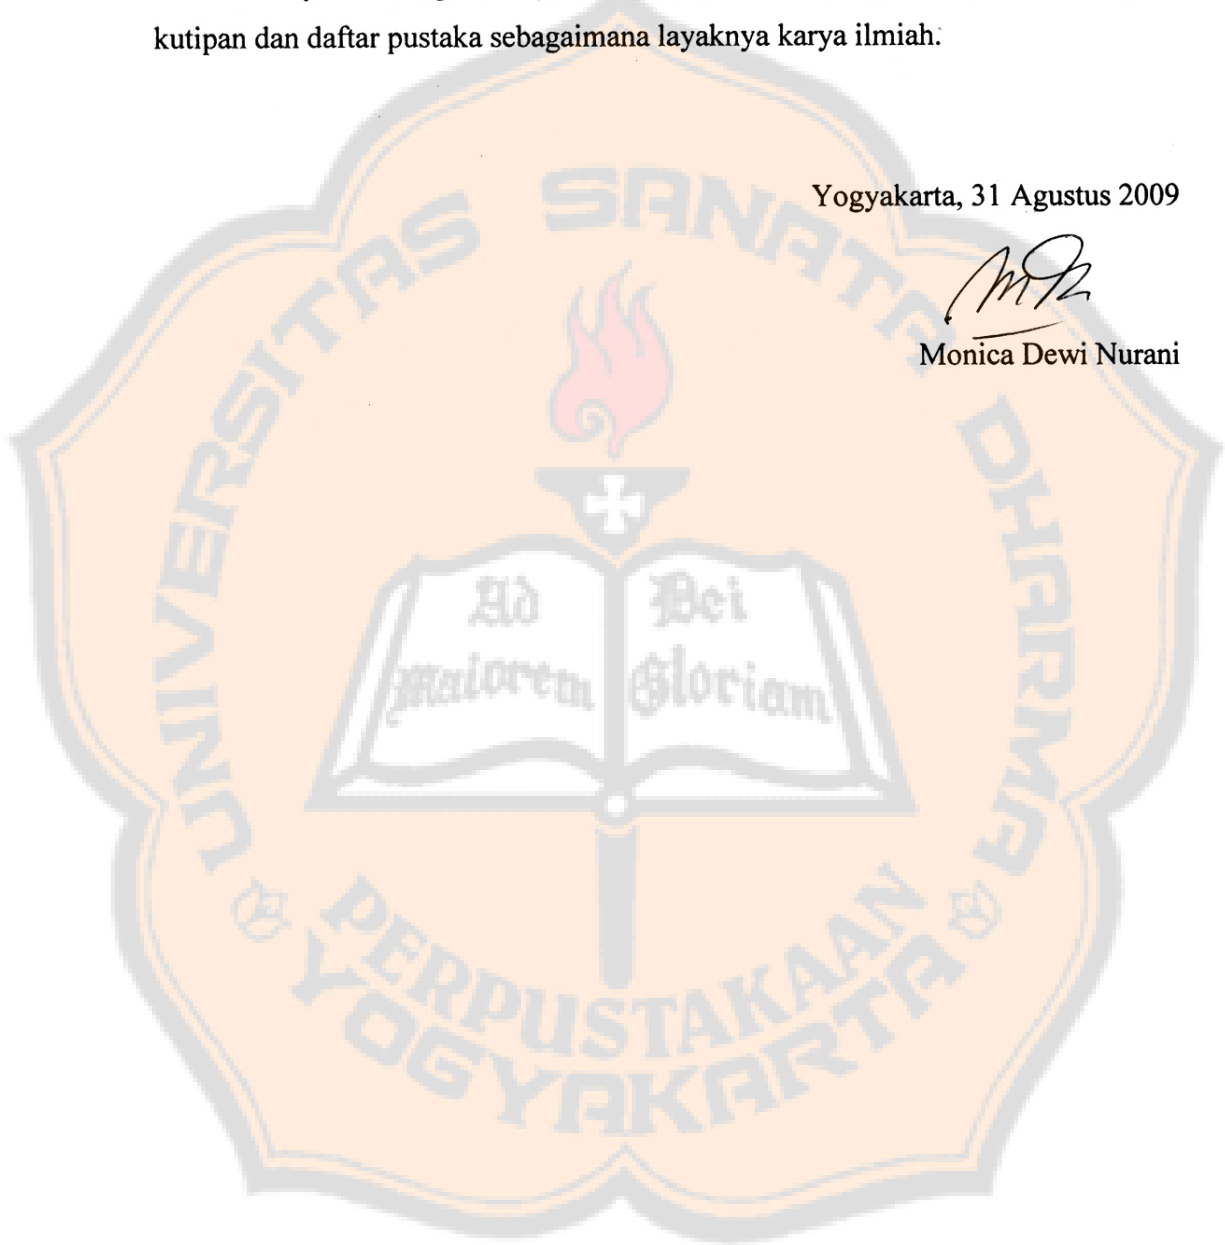 kutipan dan daftar pustaka sebagaimana layaknya karya ilmiah.
Yogyakarta, 31 Agustus 2009
Monica Dewi Nurani
UNIVERSITAS SANATA DHARMA
Ad
maiorem
Dei
Gloriam
PERPUSTAKAAN
YOGYAKARTA